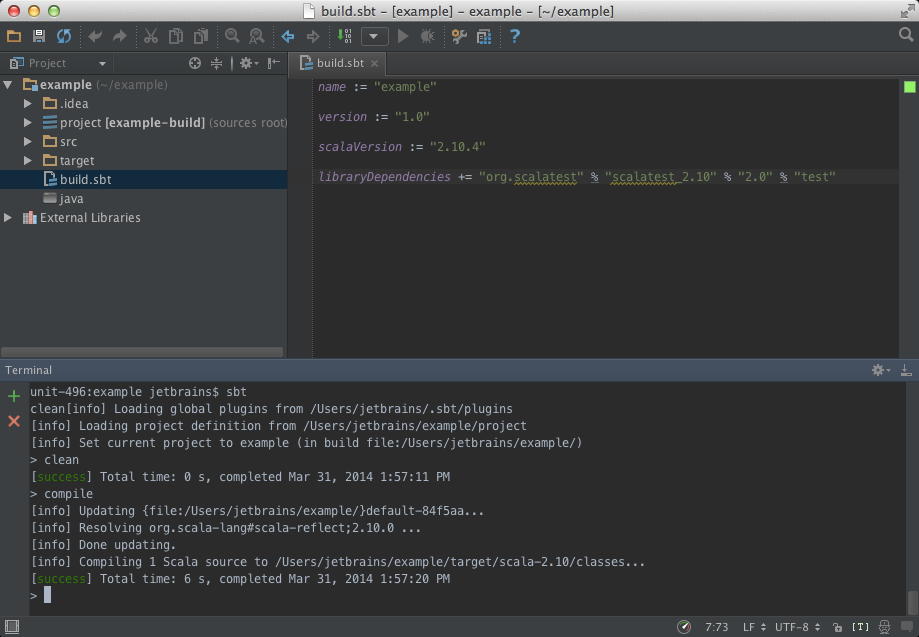 build.sbt – [example] – example – [~/example]
Project
build.sbt
example (~/example)
.idea
project [example-build] (sources root)
src
target
build.sbt
java
External Libraries
name := "example"
version := "1.0"
scalaVersion := "2.10.4"
libraryDependencies += "org.scalatest" % "scalatest_2.10" % "2.0" % "test"
Terminal
unit-496:example jetbrains$ sbt
clean[info] Loading global plugins from /Users/jetbrains/.sbt/plugins
[info] Loading project definition from /Users/jetbrains/example/project
[info] Set current project to example (in build file:/Users/jetbrains/example/)
> clean
[success] Total time: 0 s, completed Mar 31, 2014 1:57:11 PM
> compile
[info] Updating {file:/Users/jetbrains/example/}default-84f5aa...
[info] Resolving org.scala-lang#scala-reflect;2.10.0 ...
[info] Done updating.
[info] Compiling 1 Scala source to /Users/jetbrains/example/target/scala-2.10/classes...
[success] Total time: 6 s, completed Mar 31, 2014 1:57:20 PM
>
7:73 LF UTF-8 [T]